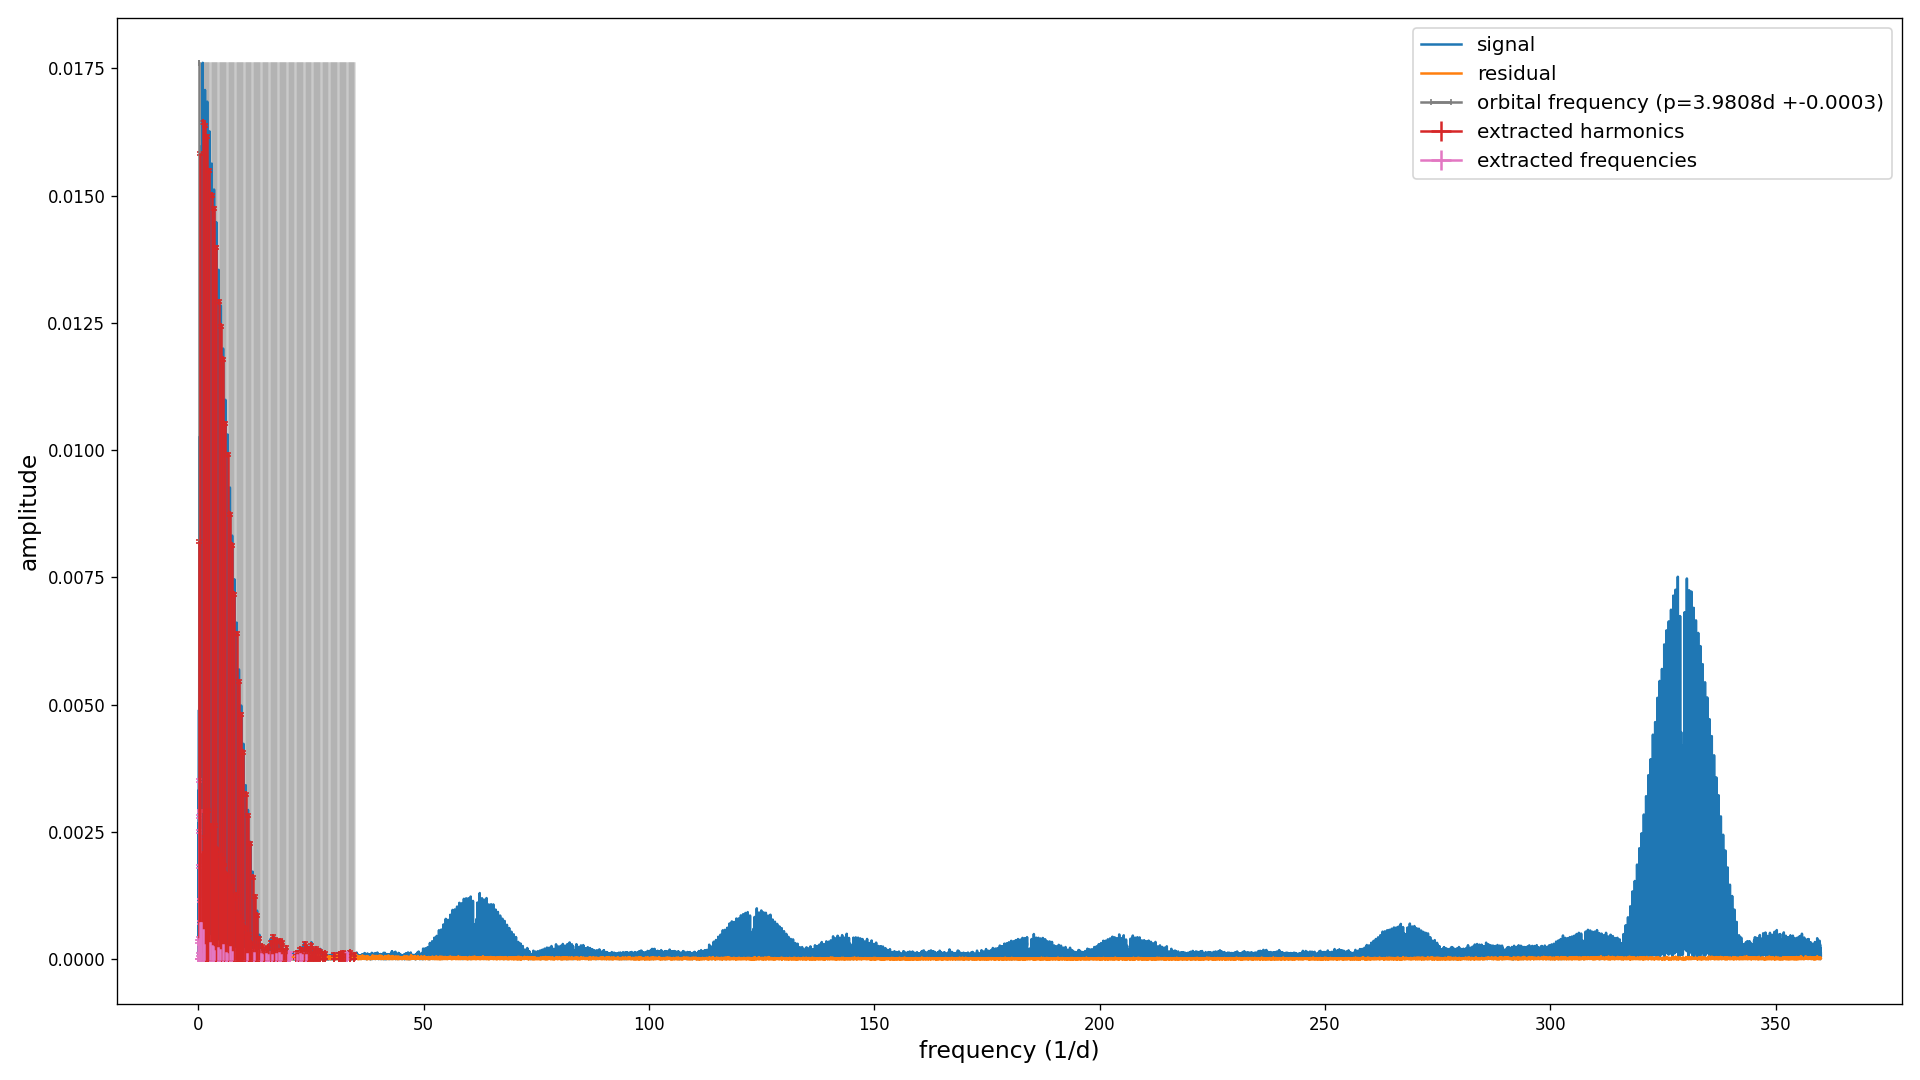 signal
residual
orbital frequency (p=3.9808d +-0.0003)
extracted harmonics
extracted frequencies
amplitude
0.0175
0.0150
0.0125
0.0100
0.0075
0.0050
0.0025
0.0000
0 50 100 150 200 250 300 350
frequency (1/d)